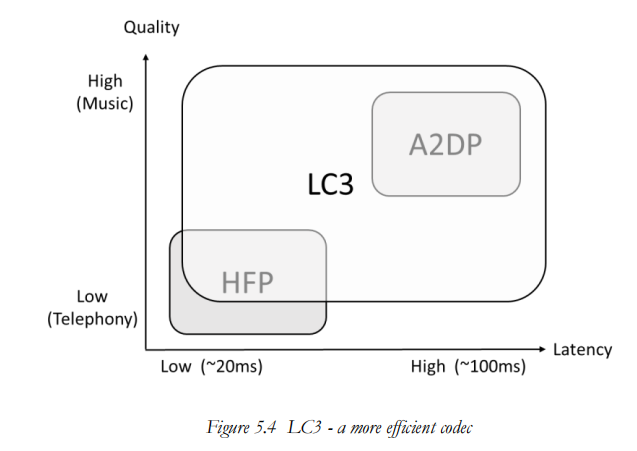 Quality
High
(Music)
A2DP
LC3
HFP
Low
(Telephony)
Latency
Low (~20ms)
High (~100ms)
Figure 5.4 LC3 - a more efficient codec